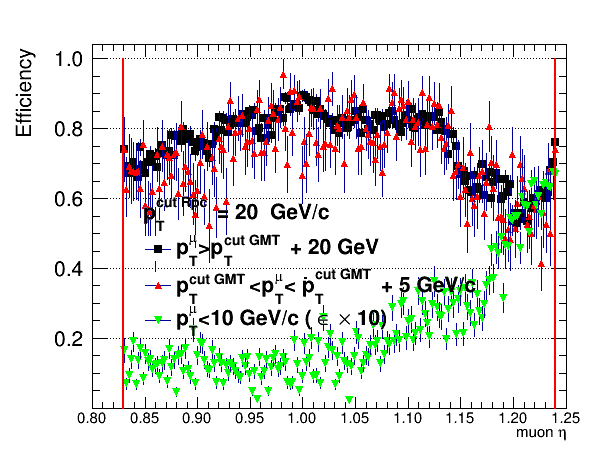 Efficiency
1.0
0.8
0.6
0.4
0.2
p_T^cut Rpc = 20 GeV/c
p_T^μ>p_T^cut GMT + 20 GeV
p_T^cut GMT<p_T^μ< p_T^cut GMT + 5 GeV/c
p_T^μ<10 GeV/c ( ∈ ×10)
0.80 0.85 0.90 0.95 1.00 1.05 1.10 1.15 1.20 1.25
muon η